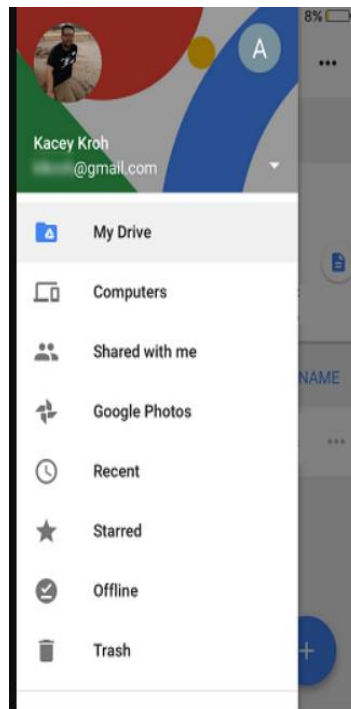 8%
A
Kacey Kroh
@gmail.com
My Drive
Computers
Shared with me
NAME
Google Photos
Recent
Starred
Offline
Trash